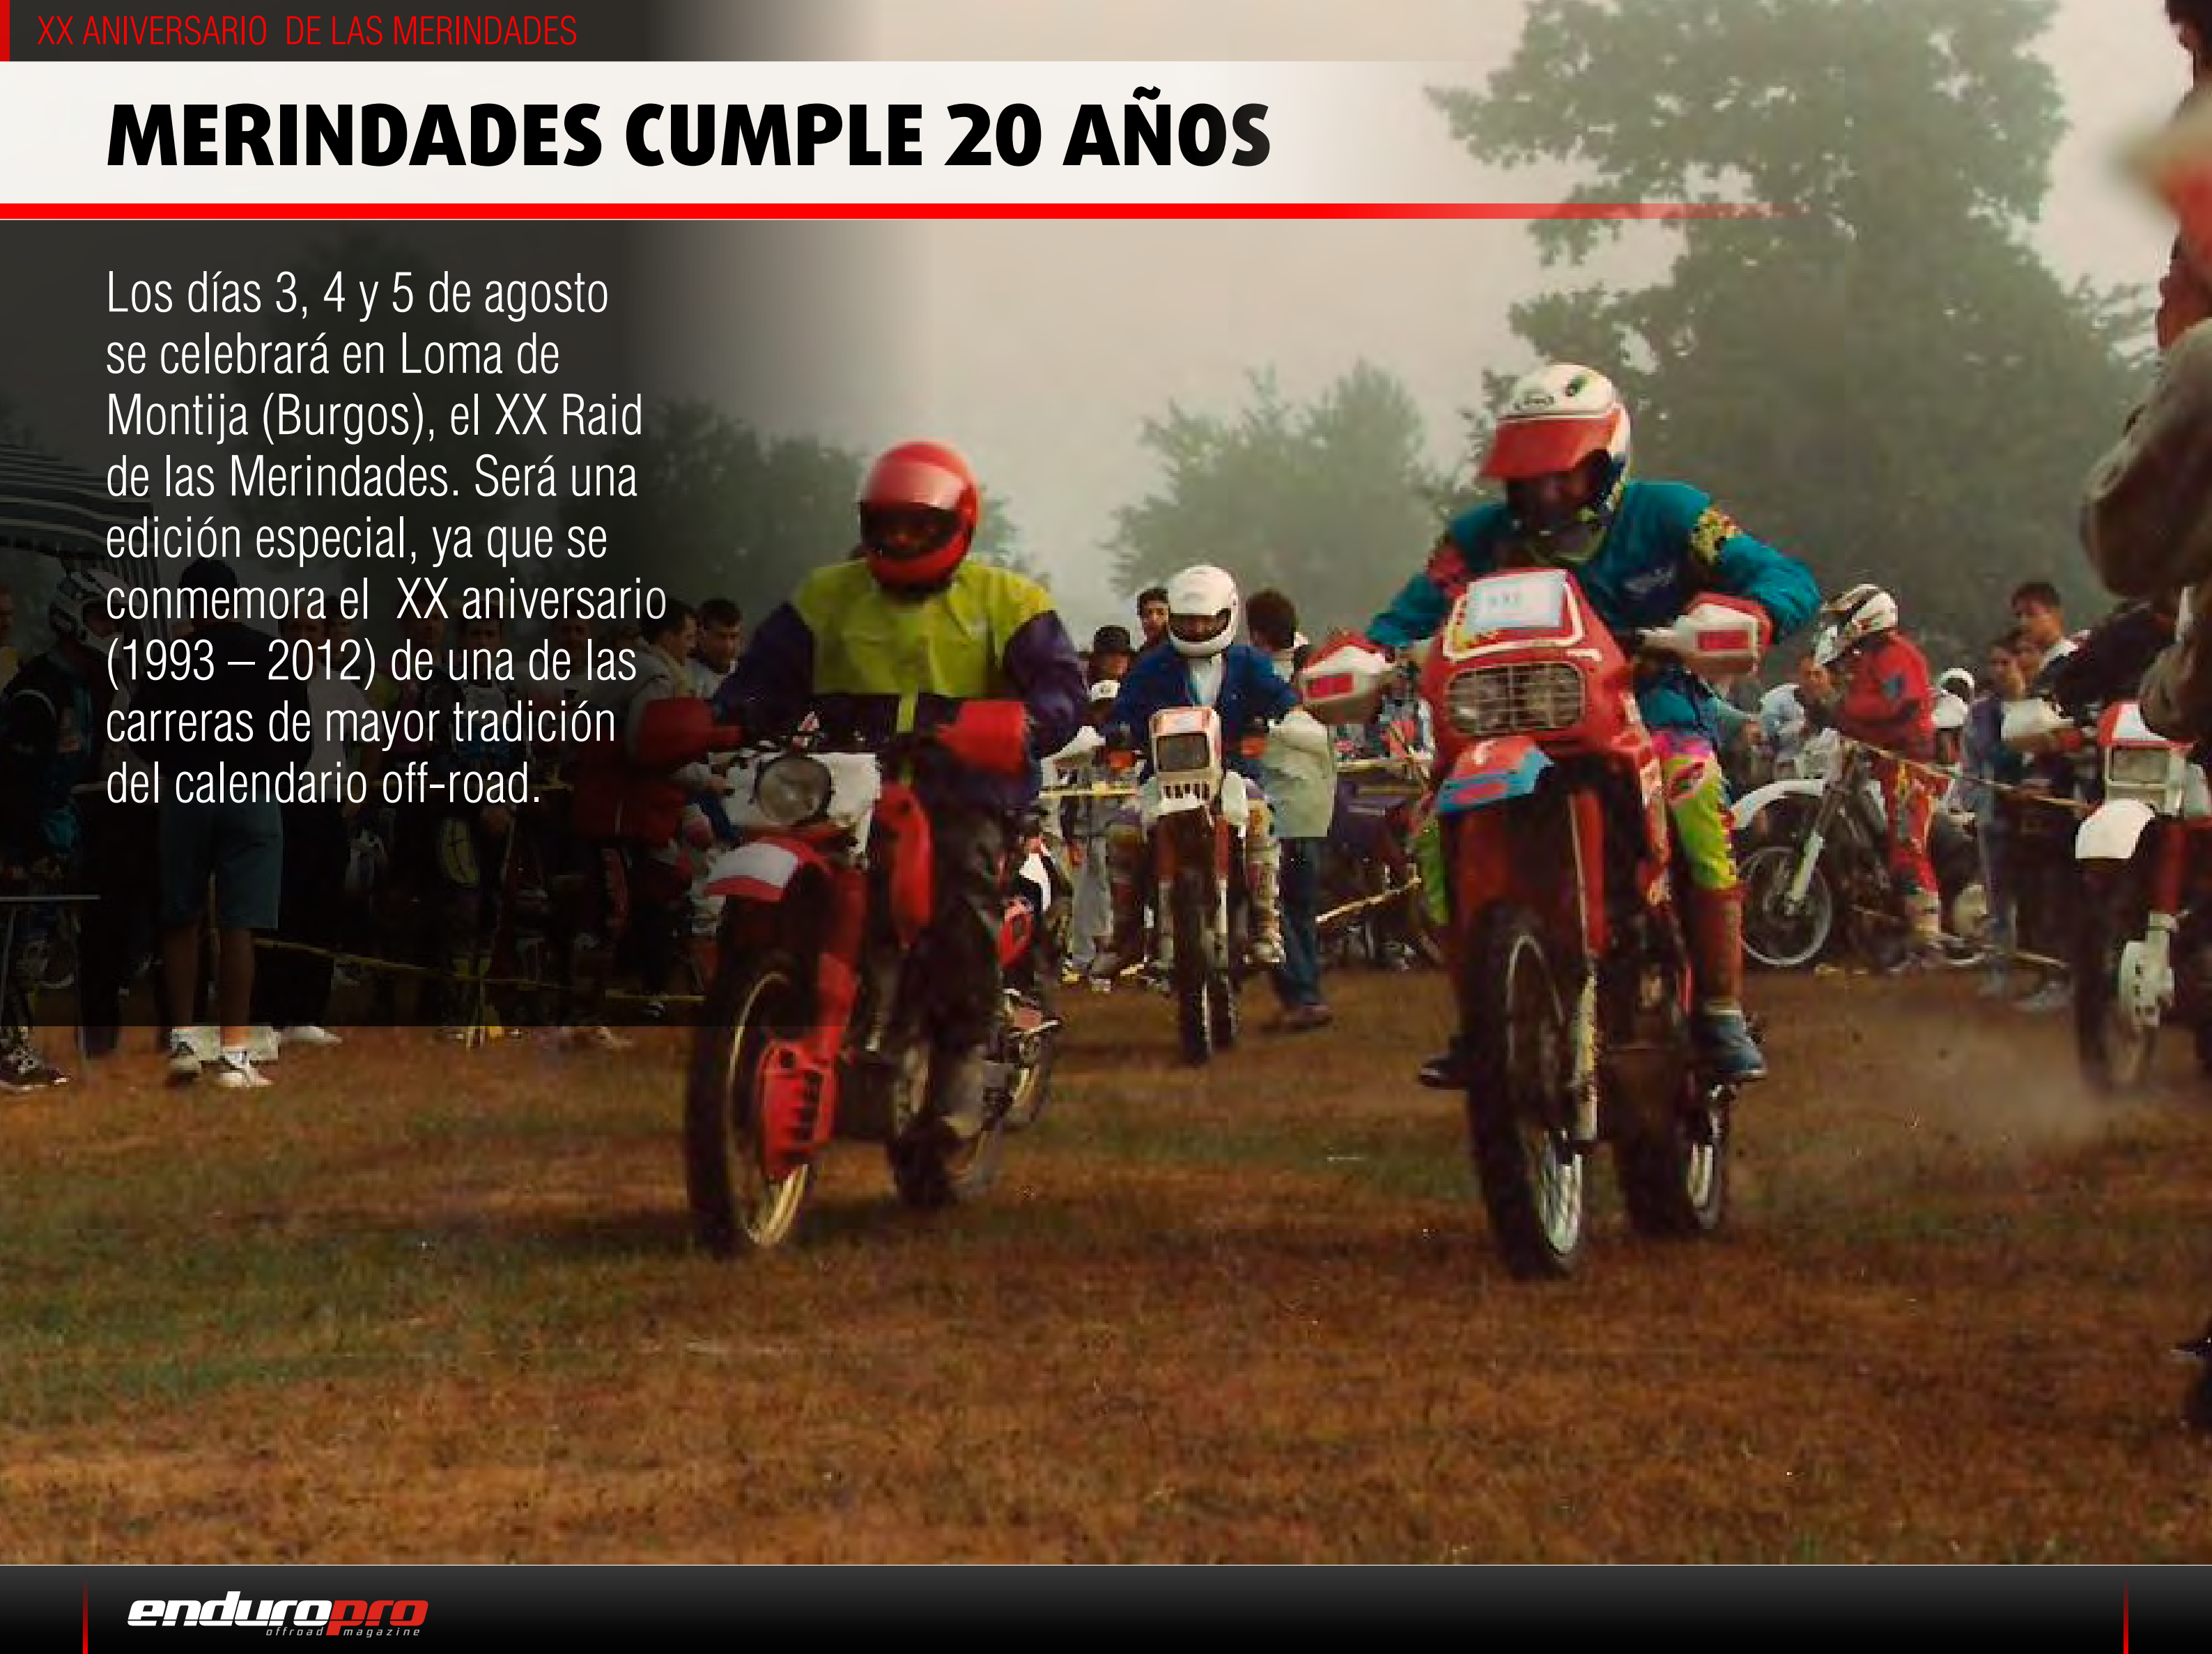 XX ANIVERSARIO  DE LAS MERINDADES
MERINDADES CUMPLE 20 AÑOS
Los días 3, 4 y 5 de agosto
se celebrará en Loma de
Montija (Burgos), el XX Raid
de las Merindades. Será una
edición especial, ya que se
conmemora el  XX aniversario
(1993 – 2012) de una de las
carreras de mayor tradición
del calendario off-road.
enduropro
offroad magazine